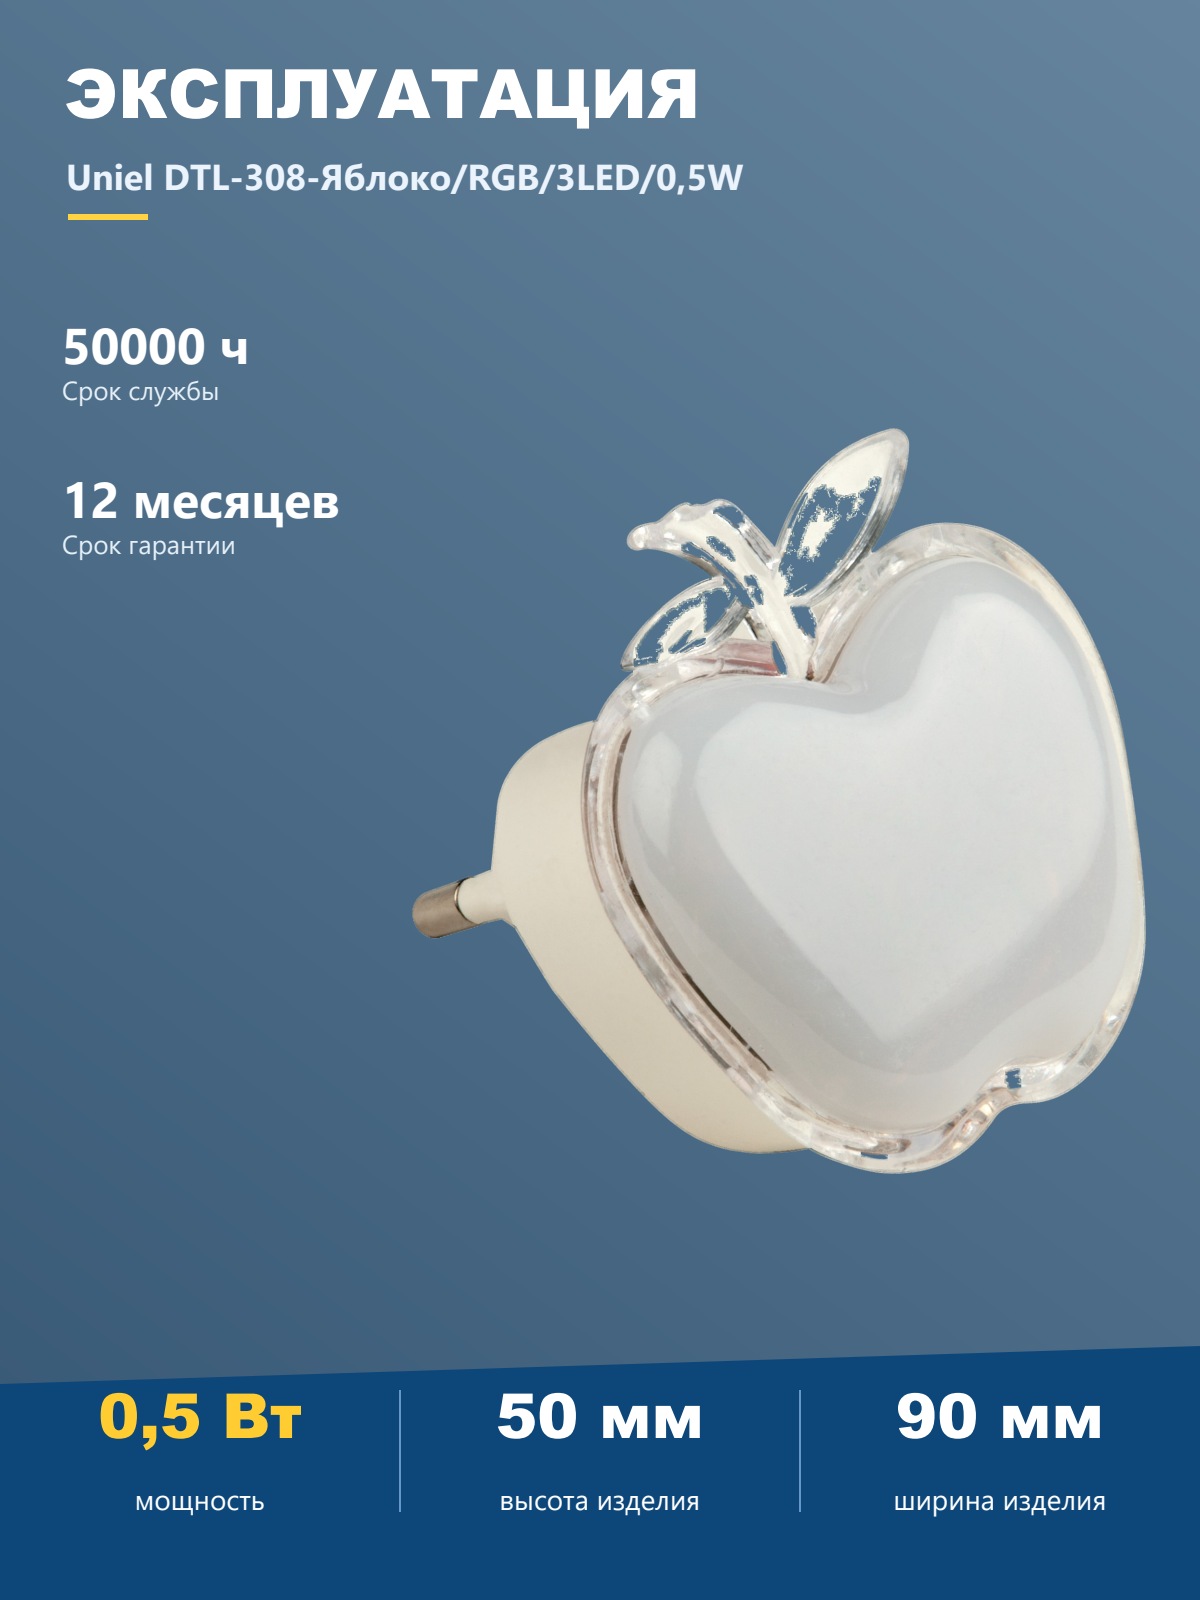 ЭКСПЛУАТАЦИЯ
Uniel DTL-308-Яблоко/RGB/3LED/0,5W
50000 ч
Срок службы
12 месяцев
Срок гарантии
0,5 Вт
мощность
50 мм
высота изделия
90 мм
ширина изделия